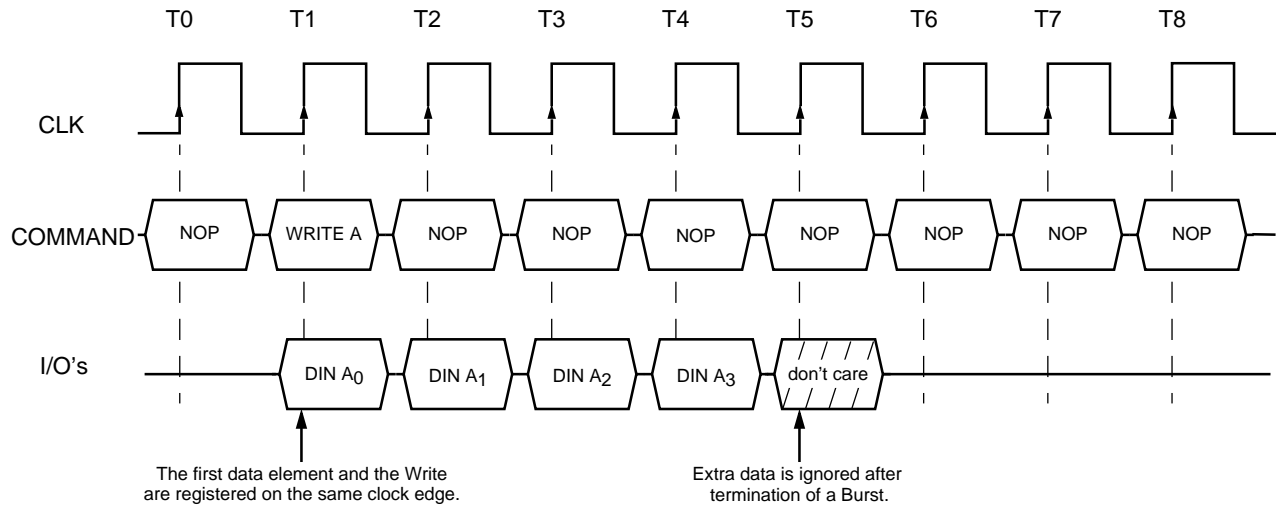 T0 T1 T2 T3 T4 T5 T6 T7 T8
CLK
COMMAND NOP WRITE A NOP NOP NOP NOP NOP NOP NOP
I/O's DIN A0 DIN A1 DIN A2 DIN A3 don't care
The first data element and the Write
are registered on the same clock edge.
Extra data is ignored after
termination of a Burst.